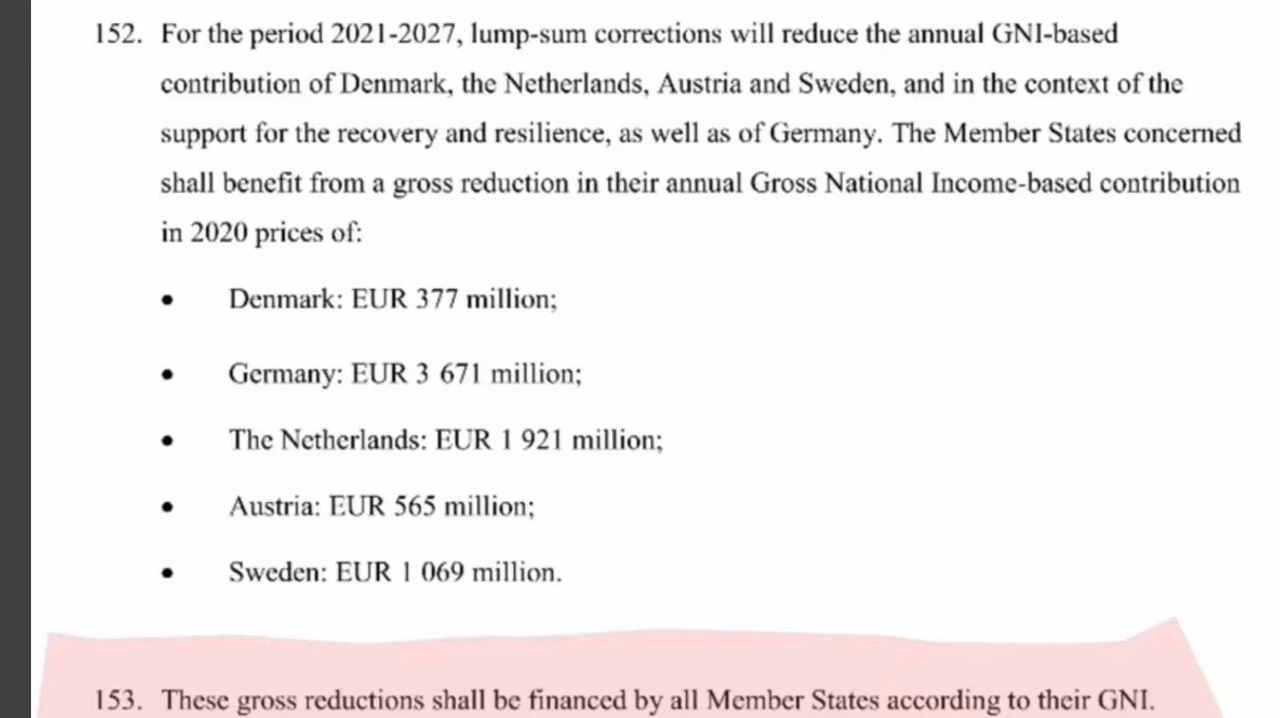 152. For the period 2021-2027, lump-sum corrections will reduce the annual GNI-based
contribution of Denmark, the Netherlands, Austria and Sweden, and in the context of the
support for the recovery and resilience, as well as of Germany. The Member States concerned
shall benefit from a gross reduction in their annual Gross National Income-based contribution
in 2020 prices of:
• Denmark: EUR 377 million;
• Germany: EUR 3 671 million;
• The Netherlands: EUR 1 921 million;
• Austria: EUR 565 million;
• Sweden: EUR 1 069 million.
153. These gross reductions shall be financed by all Member States according to their GNI.